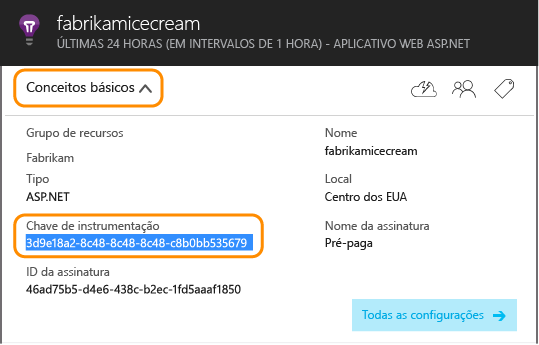 fabrikamicecream
ÚLTIMAS 24 HORAS (EM INTERVALOS DE 1 HORA) - APLICATIVO WEB ASP.NET
Conceitos básicos
Grupo de recursos
Fabrikam
Tipo
ASP.NET
Chave de instrumentação
3d9e18a2-8c48-8c48-8c48-c8b0bb535679
ID da assinatura
46ad75b5-d4e6-438c-b2ec-1fd5aaaf1850
Nome
fabrikamicecream
Local
Centro dos EUA
Nome da assinatura
Pré-paga
Todas as configurações